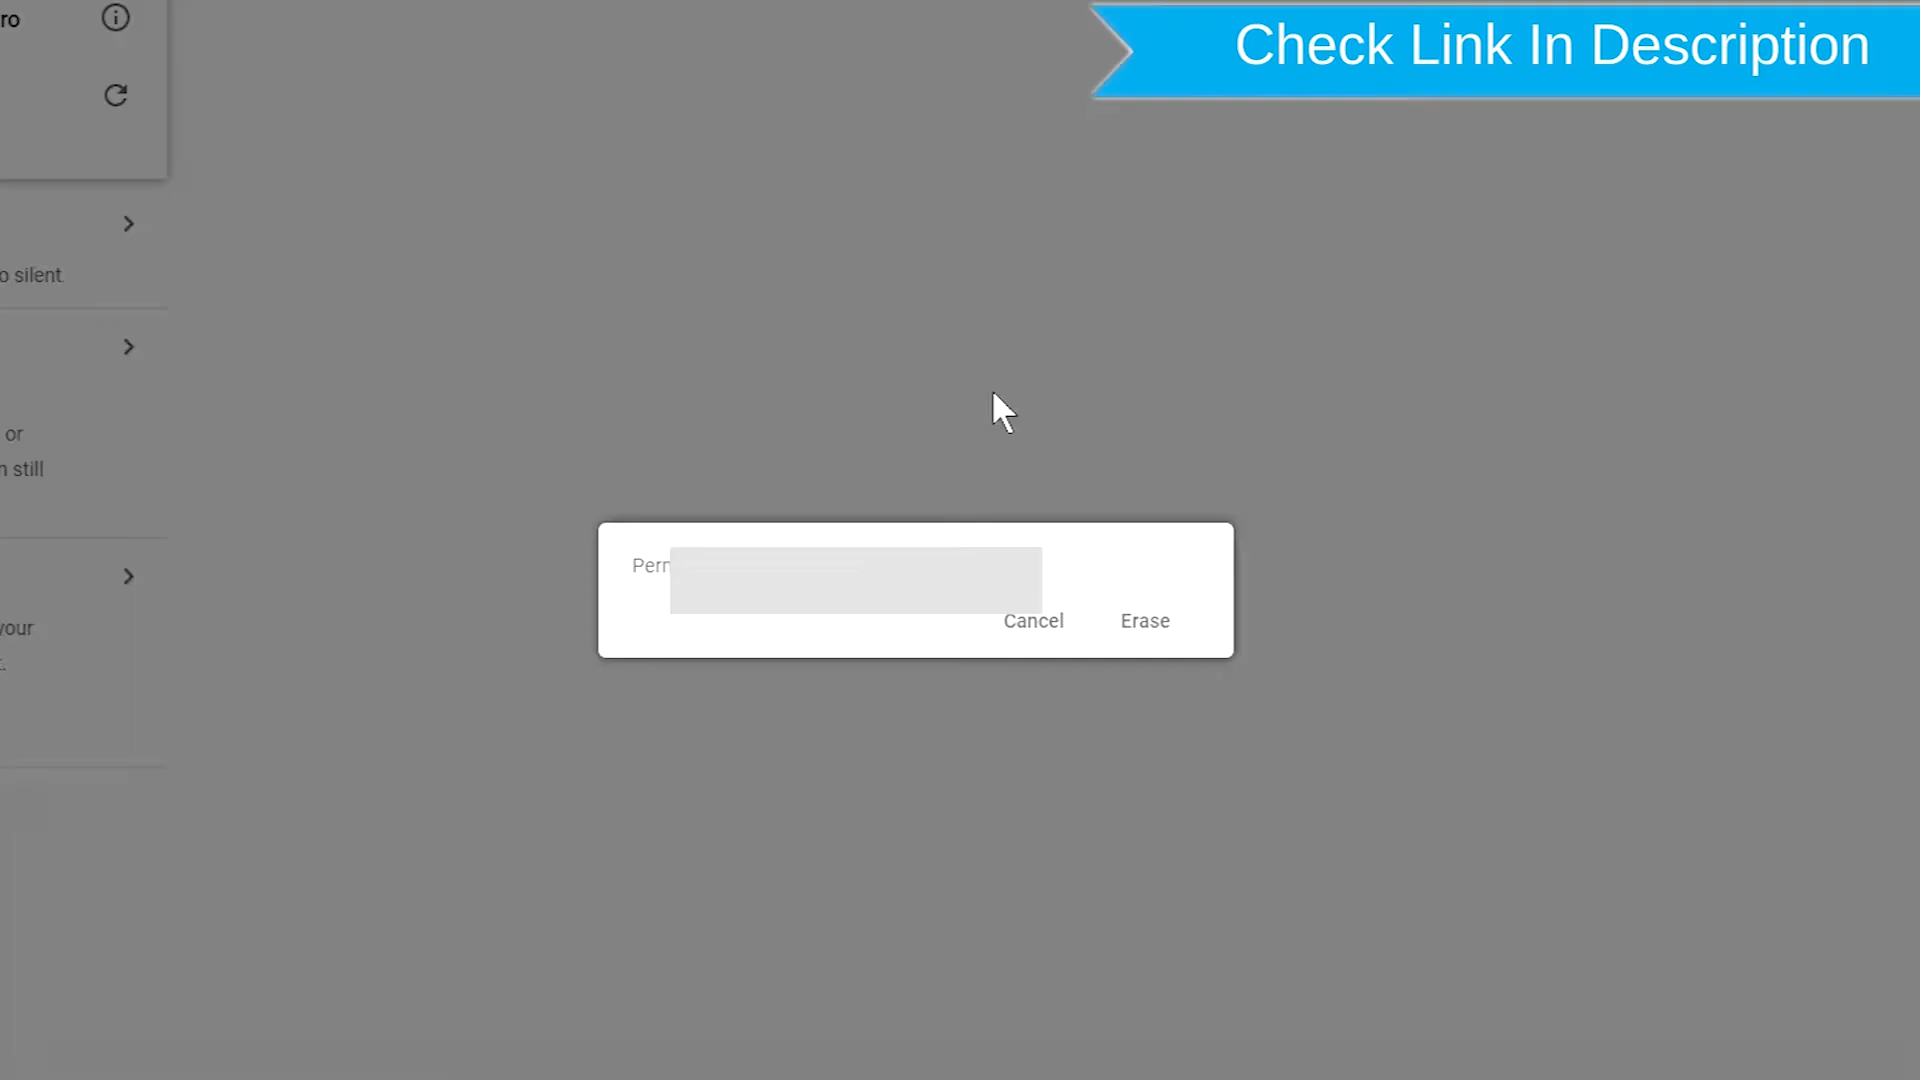 ro
Check Link In Description
o silent.
or
n still
Pern
Cancel Erase
your